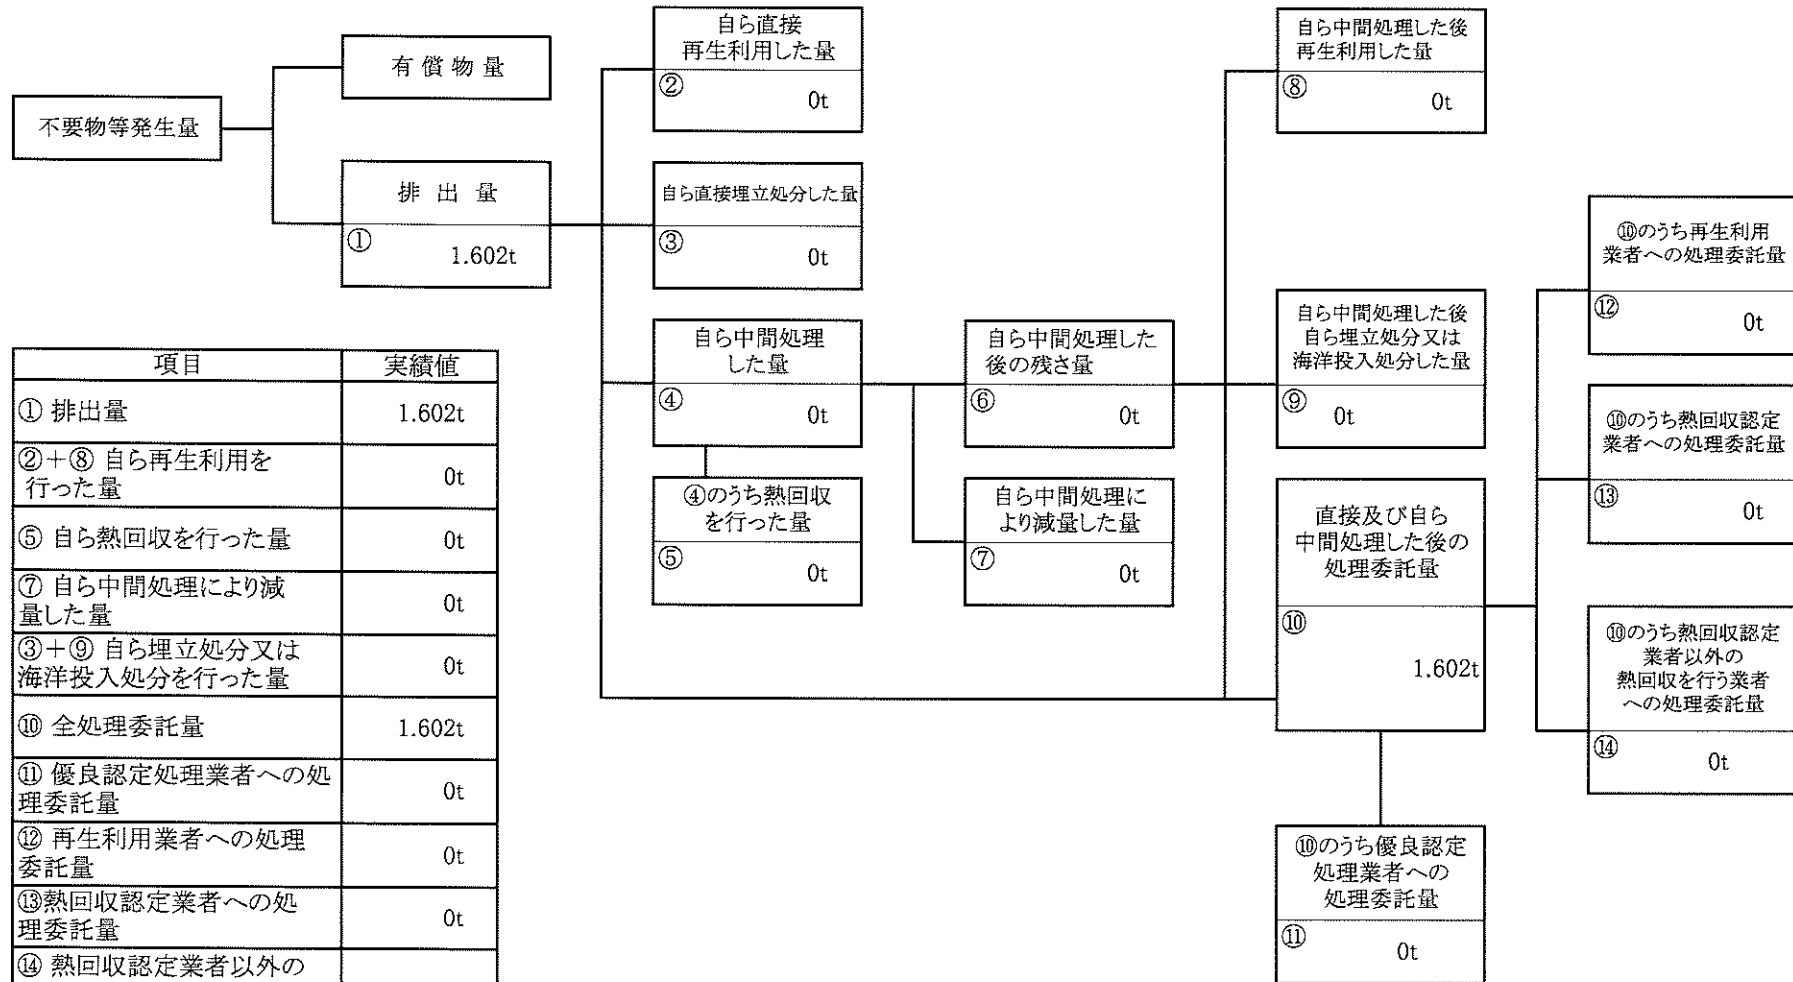 不要物等発生量
有償物量
排出量
①
1.602t
自ら直接
再生利用した量
②
0t
自ら直接埋立処分した量
③
0t
自ら中間処理
した量
④
0t
④のうち熱回収
を行った量
⑤
0t
自ら中間処理した
後の残さ量
⑥
0t
自ら中間処理に
より減量した量
⑦
0t
自ら中間処理した後
再生利用した量
⑧
0t
自ら中間処理した後
自ら埋立処分又は
海洋投入処分した量
⑨ 0t
直接及び自ら
中間処理した後の
処理委託量
⑩
1.602t
⑩のうち優良認定
処理業者への
処理委託量
⑪
0t
⑩のうち再生利用
業者への処理委託量
⑫
0t
⑩のうち熱回収認定
業者への処理委託量
⑬
0t
⑩のうち熱回収認定
業者以外の
熱回収を行う業者
への処理委託量
⑭
0t
項目 実績値
① 排出量 1.602t
②+⑧ 自ら再生利用を
行った量 0t
⑤ 自ら熱回収を行った量 0t
⑦ 自ら中間処理により減
量した量 0t
③+⑨ 自ら埋立処分又は
海洋投入処分を行った量 0t
⑩ 全処理委託量 1.602t
⑪ 優良認定処理業者への処
理委託量 0t
⑫ 再生利用業者への処理
委託量 0t
⑬熱回収認定業者への処
理委託量 0t
⑭ 熱回収認定業者以外の